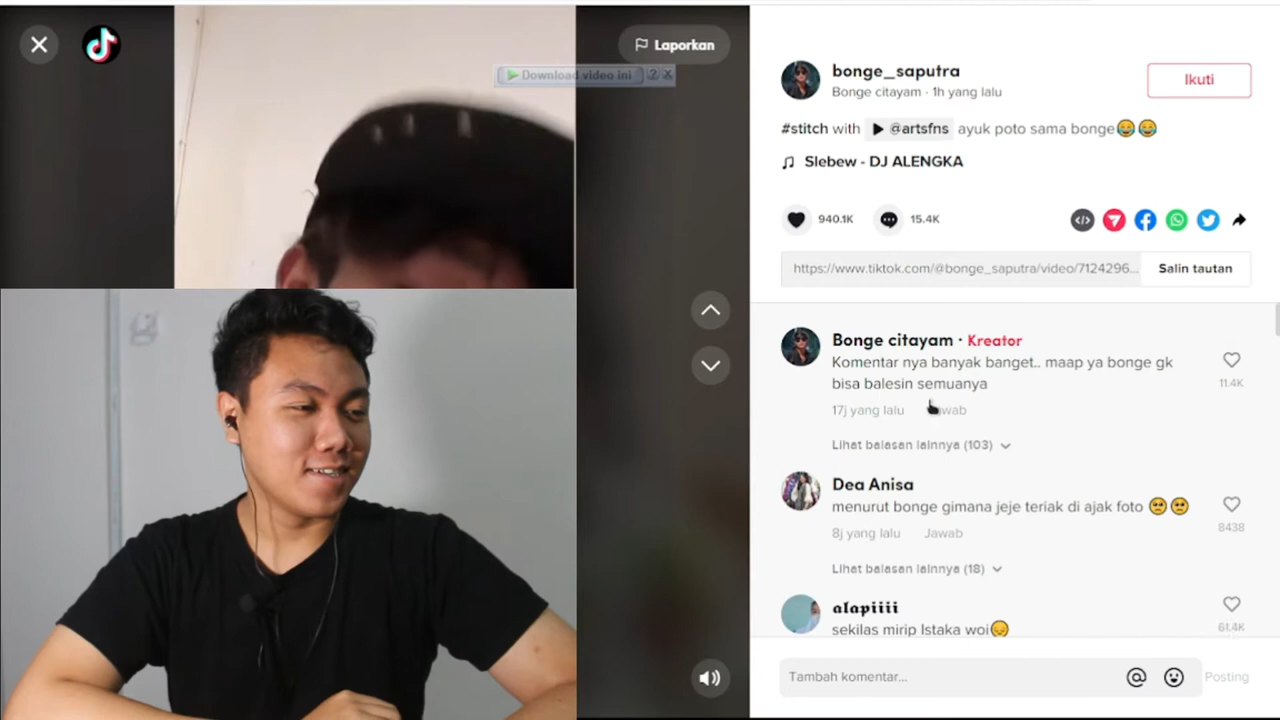 Laporkan
Download video ini
bonge_saputra
Bonge citayam · 1h yang lalu
Ikuti
#stitch with @artsfns ayuk poto sama bonge😂😂
Slebew - DJ ALENGKA
940.1K
15.4K
https://www.tiktok.com/@bonge_saputra/video/7124296...
Salin tautan
Bonge citayam · Kreator
Komentar nya banyak banget.. maap ya bonge gk
bisa balesin semuanya
11.4K
17j yang lalu
Lihat balasan lainnya (103)
Dea Anisa
menurut bonge gimana jeje teriak di ajak foto 🥺🥺
8438
8j yang lalu Jawab
Lihat balasan lainnya (18)
𝖆𝖑𝖆𝖕𝖎𝖎𝖎𝖎
sekilas mirip Istaka woi😔
61.4K
Tambah komentar...
Posting